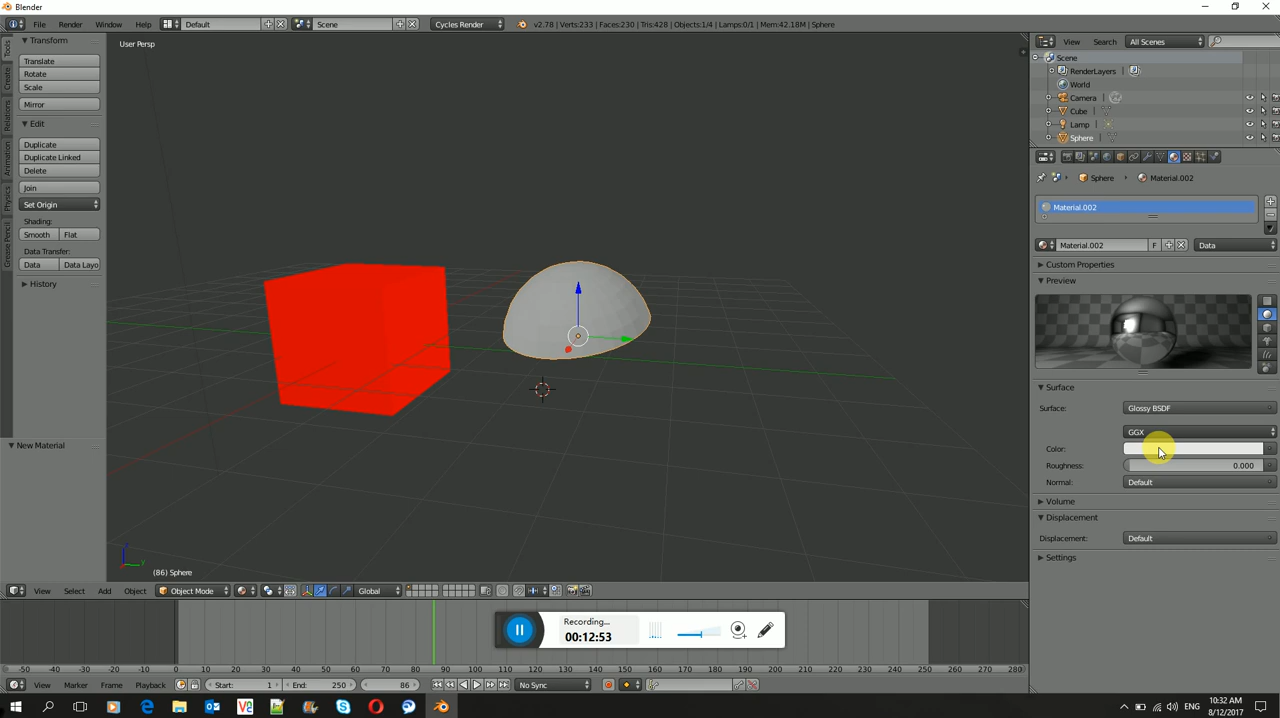 Blender
File Render Window Help Default Scene Cycles Render v2.78 | Verts:233 | Faces:230 | Tris:428 | Objects:1/4 | Lamps:0/1 | Mem:42.18M | Sphere
View Search All Scenes
Tools
Create
Relations
Animation
Physics
Grease Pencil
Transform
Translate
Rotate
Scale
Mirror
Edit
Duplicate
Duplicate Linked
Delete
Join
Set Origin
Shading:
Smooth Flat
Data Transfer:
Data Data Layo
History
New Material
User Persp
(86) Sphere
Scene
RenderLayers
World
Camera
Cube
Lamp
Sphere
Sphere Material.002
Material.002
Material.002 F Data
Custom Properties
Preview
Surface
Surface: Glossy BSDF
GGX
Color:
Roughness: 0.000
Normal: Default
Volume
Displacement
Displacement: Default
Settings
View Select Add Object Object Mode Global
Recording...
00:12:53
-50 -40 -30 -20 -10 0 10 20 30 40 50 60 70 80 90 100 110 120 130 140 150 160 170 180 190 200 210 220 230 240 250 260 270 280
View Marker Frame Playback Start: 1 End: 250 86 No Sync
ENG
10:32 AM
8/12/2017